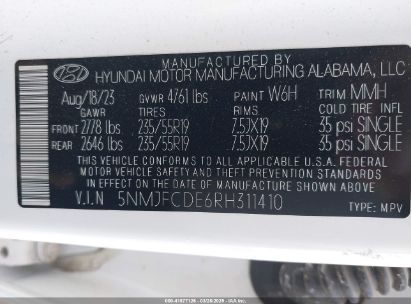 MANUFACTURED BY
HYUNDAI MOTOR MANUFACTURING ALABAMA, LLC
Aug/18/23 GVWR 4761 lbs PAINT W6H TRIM MMH
GAWR TIRES RIMS COLD TIRE INFL
FRONT 2778 lbs 235/55R19 7.5JX19 35 psi SINGLE
REAR 2646 lbs 235/55R19 7.5JX19 35 psi SINGLE
THIS VEHICLE CONFORMS TO ALL APPLICABLE U.S.A. FEDERAL
MOTOR VEHICLE SAFETY AND THEFT PREVENTION STANDARDS
IN EFFECT ON THE DATE OF MANUFACTURE SHOWN ABOVE.
V.I.N 5NMJFCDE6RH311410
TYPE: MPV